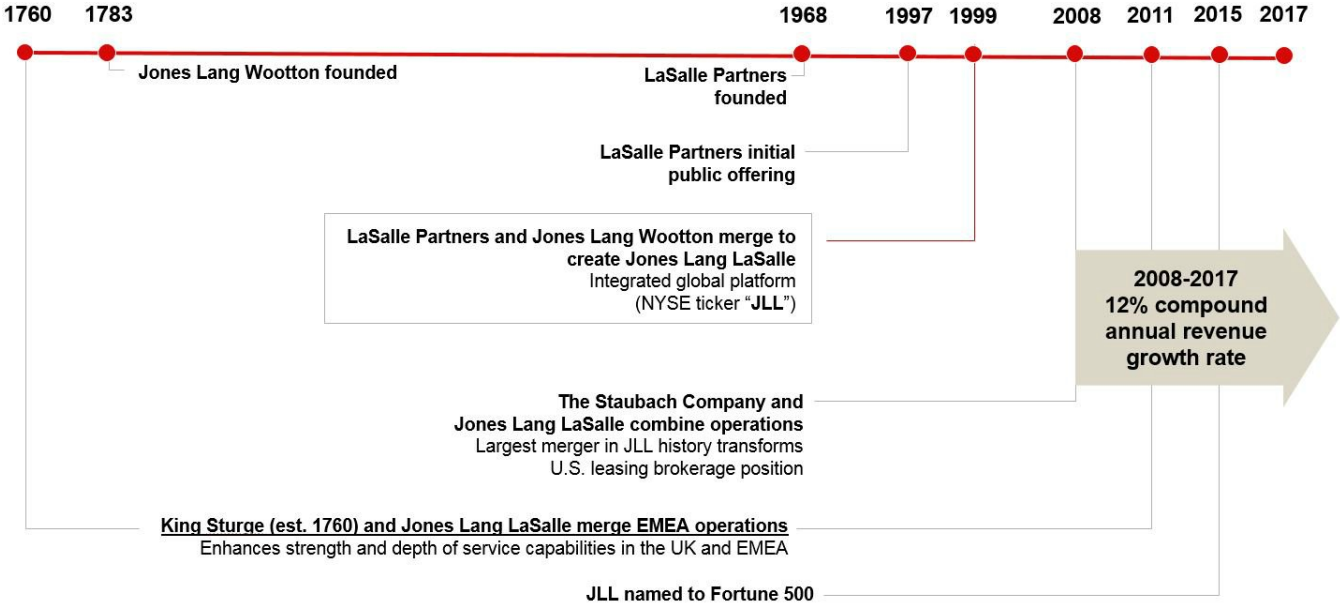 1760 1783 1968 1997 1999 2008 2011 2015 2017
Jones Lang Wootton founded
LaSalle Partners
founded
LaSalle Partners initial
public offering
LaSalle Partners and Jones Lang Wootton merge to
create Jones Lang LaSalle
Integrated global platform
(NYSE ticker “JLL”)
2008-2017
12% compound
annual revenue
growth rate
The Staubach Company and
Jones Lang LaSalle combine operations
Largest merger in JLL history transforms
U.S. leasing brokerage position
King Sturge (est. 1760) and Jones Lang LaSalle merge EMEA operations
Enhances strength and depth of service capabilities in the UK and EMEA
JLL named to Fortune 500